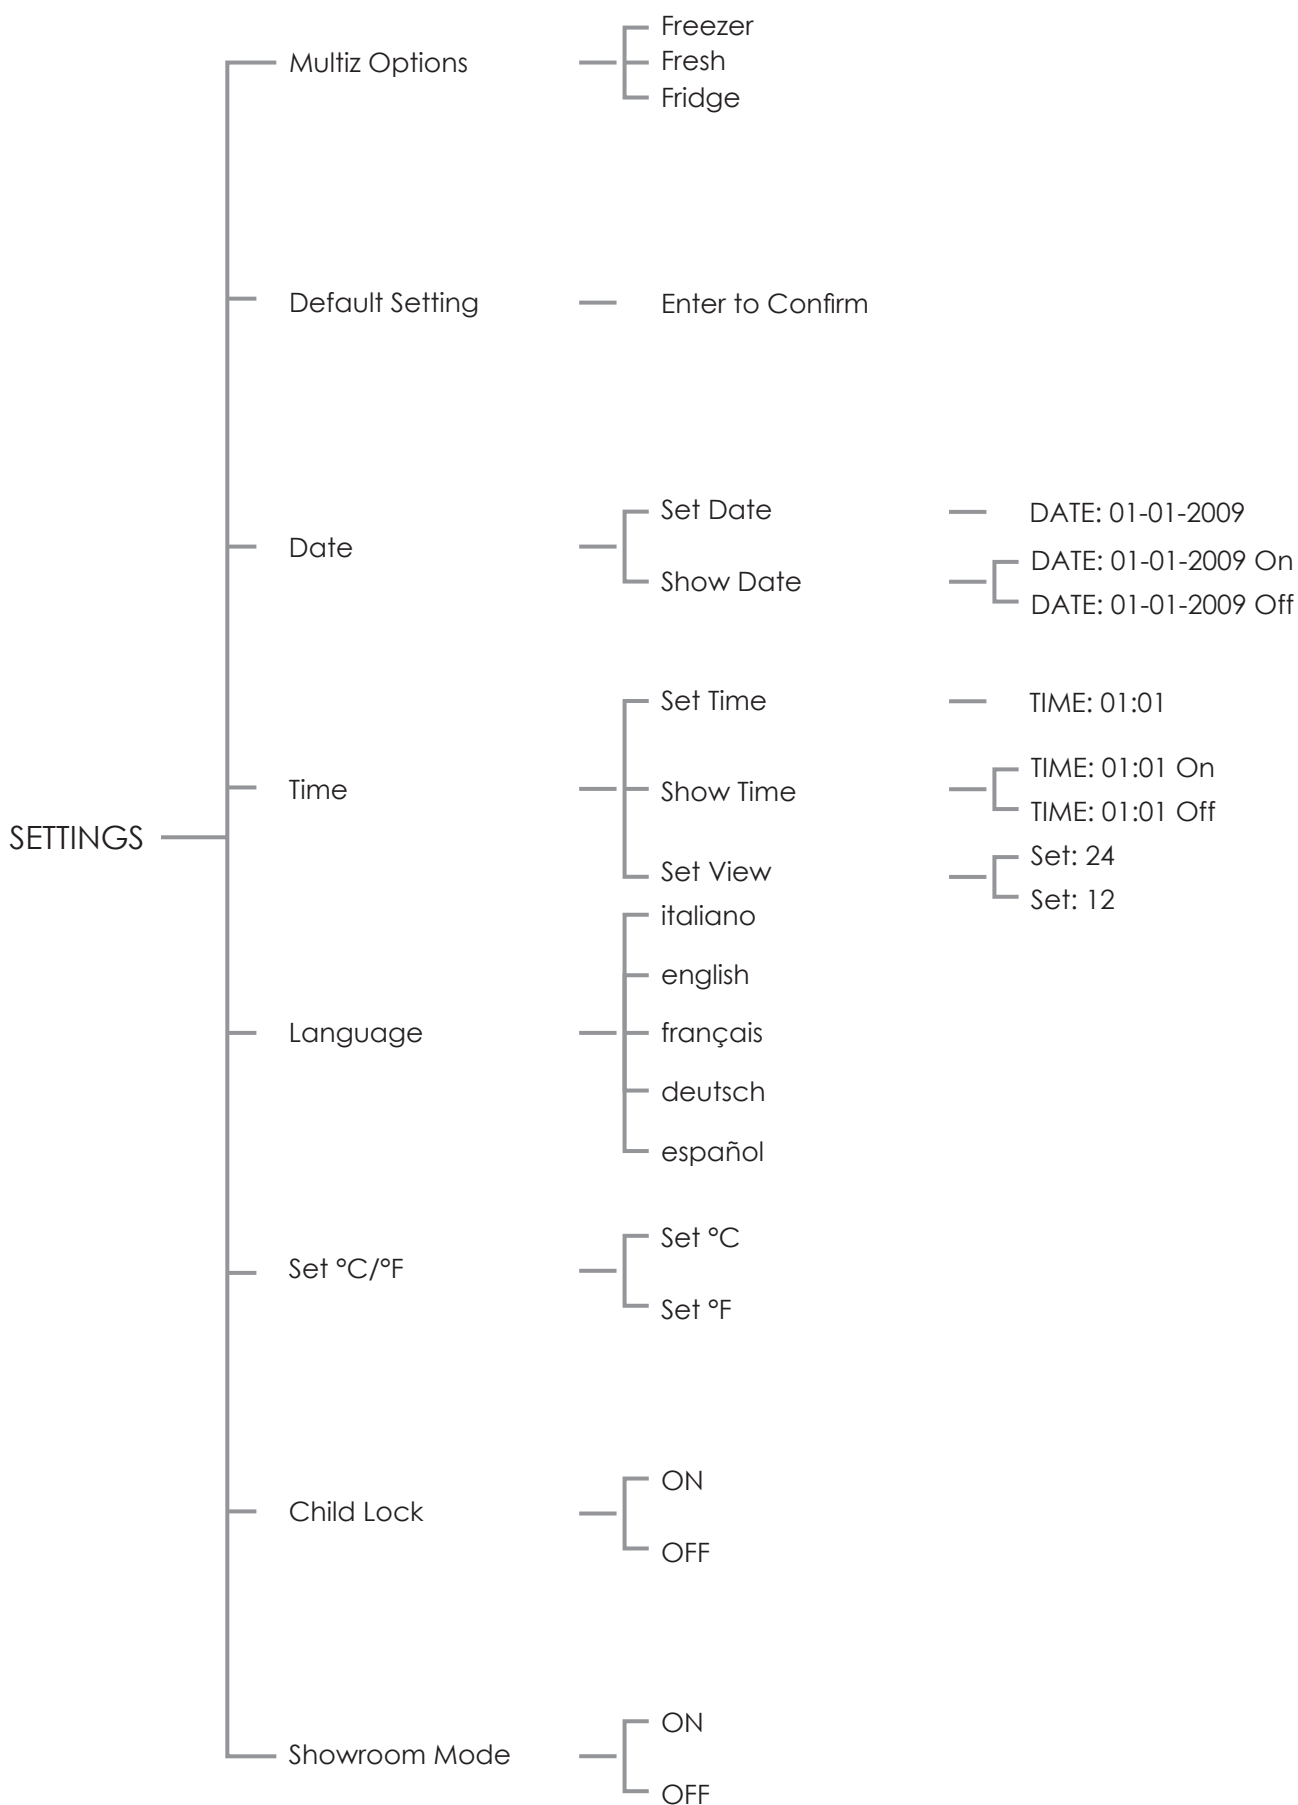 SETTINGS
Multiz Options
Freezer
Fresh
Fridge
Default Setting
Enter to Confirm
Date
Set Date
DATE: 01-01-2009
Show Date
DATE: 01-01-2009 On
DATE: 01-01-2009 Off
Time
Set Time
TIME: 01:01
Show Time
TIME: 01:01 On
TIME: 01:01 Off
Set View
Set: 24
Set: 12
Language
italiano
english
français
deutsch
español
Set °C/°F
Set °C
Set °F
Child Lock
ON
OFF
Showroom Mode
ON
OFF